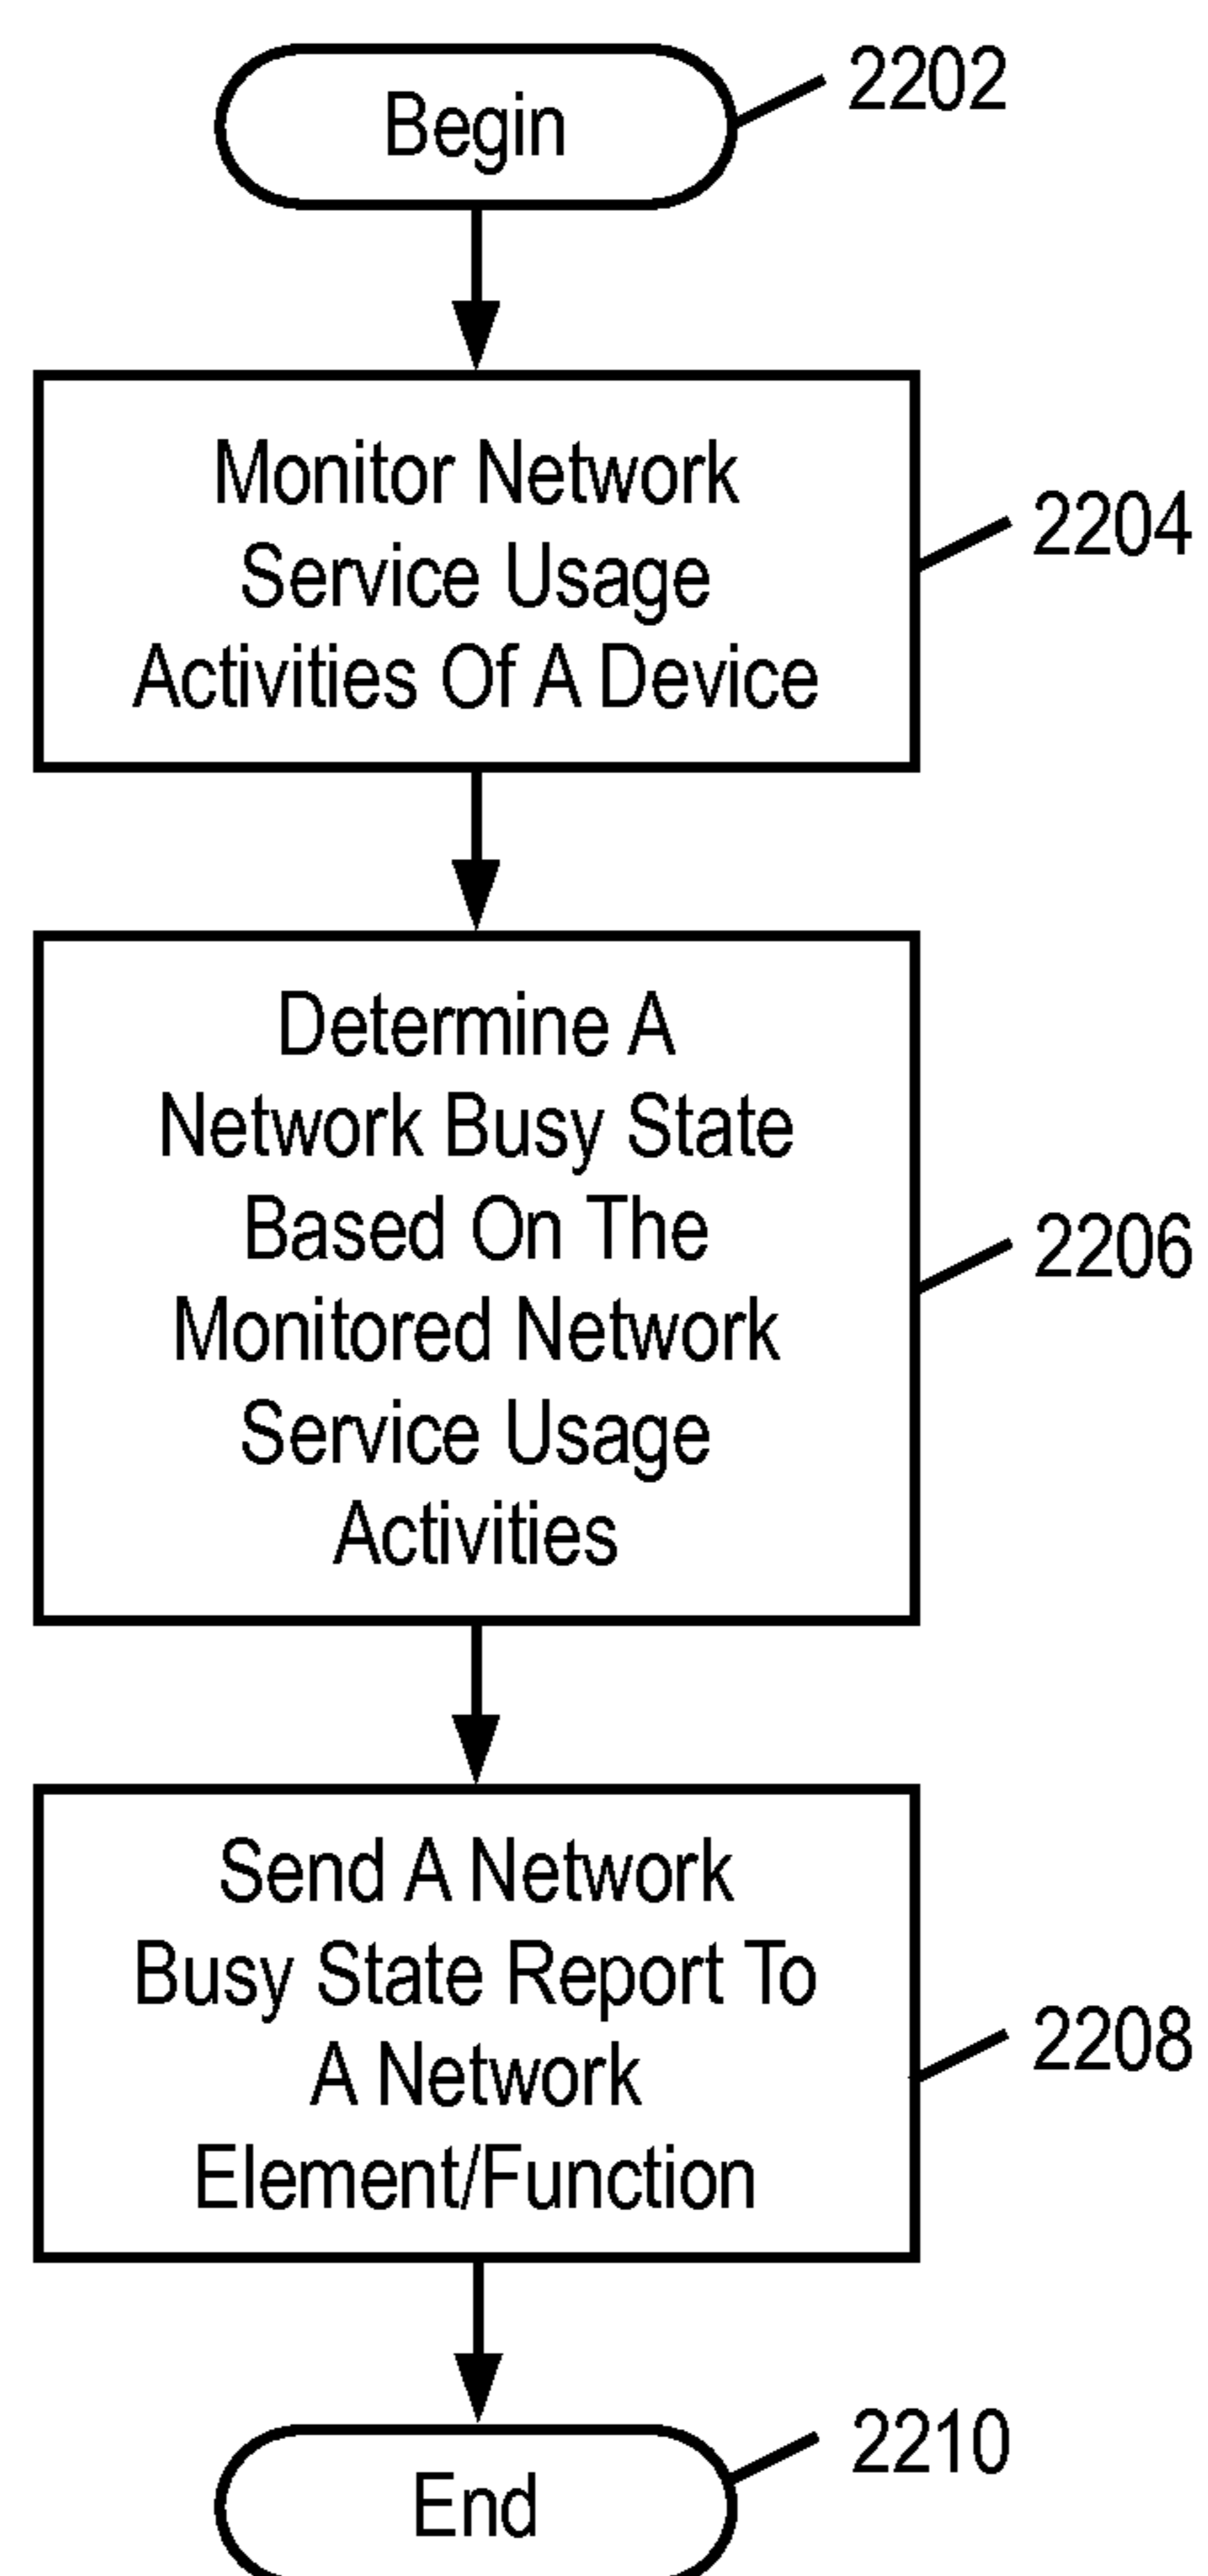 Begin
2202
Monitor Network
Service Usage
Activities Of A Device
2204
Determine A
Network Busy State
Based On The
Monitored Network
Service Usage
Activities
2206
Send A Network
Busy State Report To
A Network
Element/Function
2208
End
2210